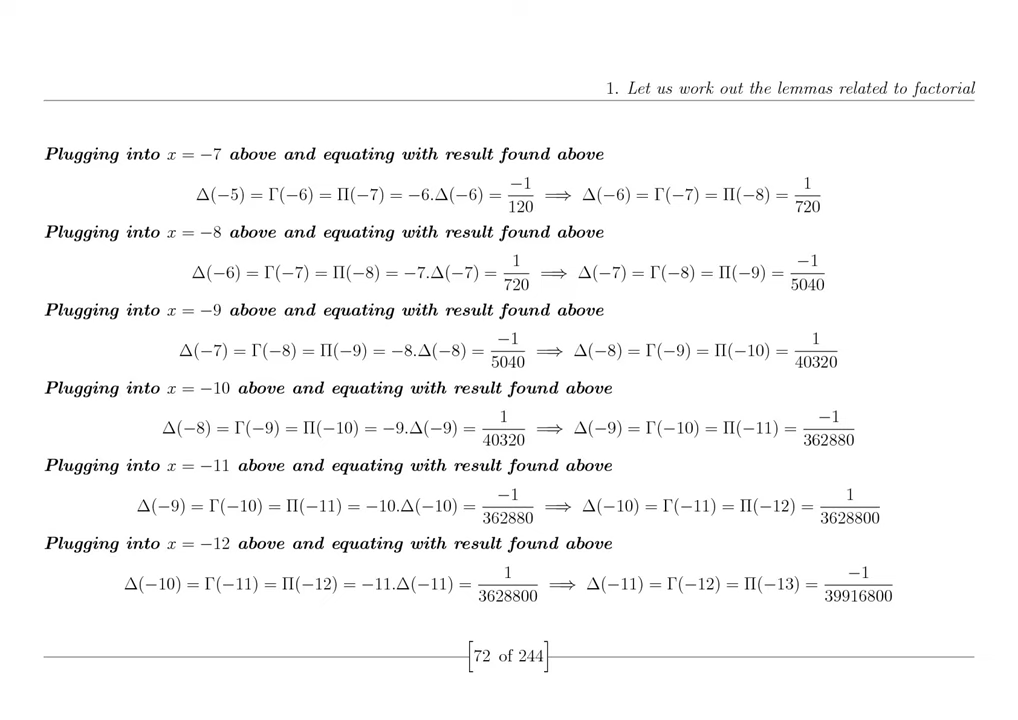 1. Let us work out the lemmas related to factorial
Plugging into x = −7 above and equating with result found above
Δ(−5) = Γ(−6) = Π(−7) = −6.Δ(−6) = −1/120 ⟹ Δ(−6) = Γ(−7) = Π(−8) = 1/720
Plugging into x = −8 above and equating with result found above
Δ(−6) = Γ(−7) = Π(−8) = −7.Δ(−7) = 1/720 ⟹ Δ(−7) = Γ(−8) = Π(−9) = −1/5040
Plugging into x = −9 above and equating with result found above
Δ(−7) = Γ(−8) = Π(−9) = −8.Δ(−8) = −1/5040 ⟹ Δ(−8) = Γ(−9) = Π(−10) = 1/40320
Plugging into x = −10 above and equating with result found above
Δ(−8) = Γ(−9) = Π(−10) = −9.Δ(−9) = 1/40320 ⟹ Δ(−9) = Γ(−10) = Π(−11) = −1/362880
Plugging into x = −11 above and equating with result found above
Δ(−9) = Γ(−10) = Π(−11) = −10.Δ(−10) = −1/362880 ⟹ Δ(−10) = Γ(−11) = Π(−12) = 1/3628800
Plugging into x = −12 above and equating with result found above
Δ(−10) = Γ(−11) = Π(−12) = −11.Δ(−11) = 1/3628800 ⟹ Δ(−11) = Γ(−12) = Π(−13) = −1/39916800
[72 of 244]